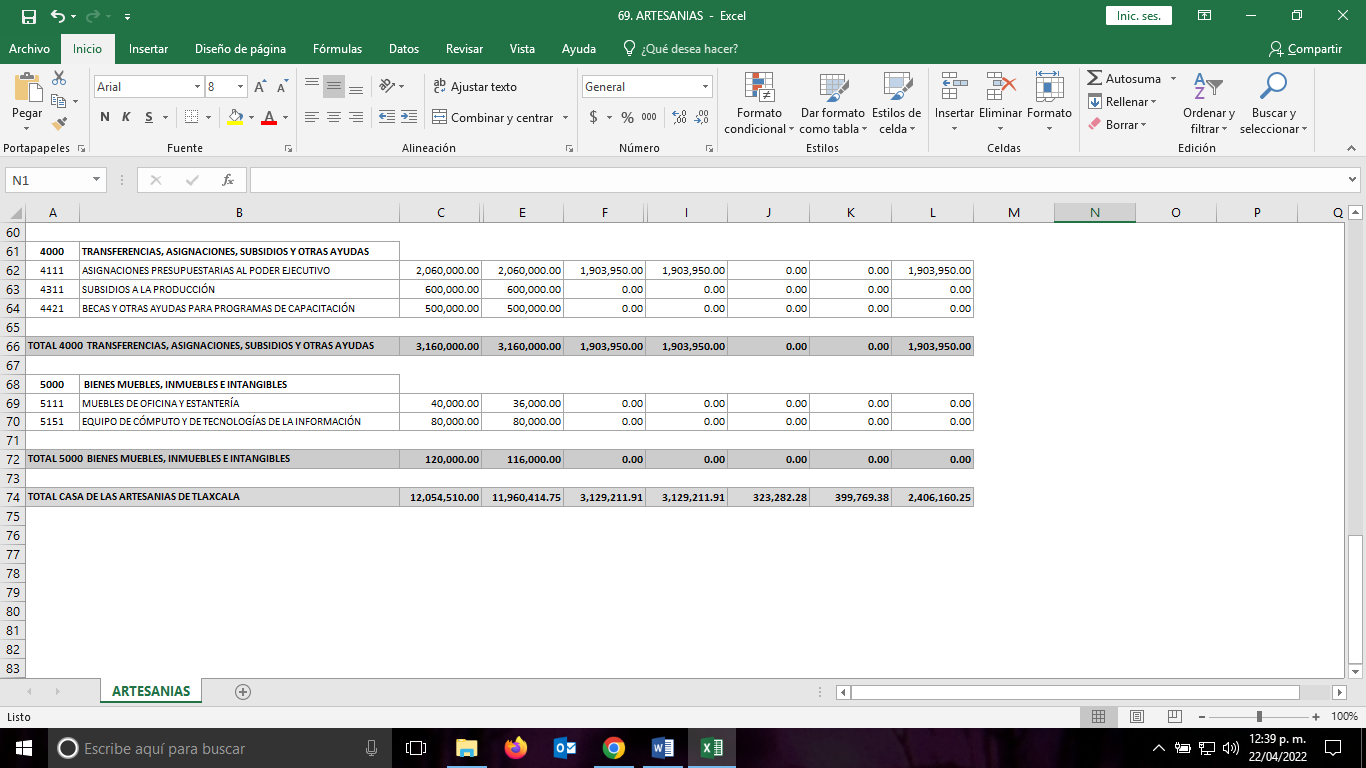 69. ARTESANIAS - Excel
Inic. ses.
Archivo Inicio Insertar Diseño de página Fórmulas Datos Revisar Vista Ayuda ¿Qué desea hacer? Compartir
Pegar
Arial 8 A A
N K S A
ab Ajustar texto
Combinar y centrar
General
$ % 000
Formato condicional
Dar formato como tabla
Estilos de celda
Insertar Eliminar Formato
Autosuma
Rellenar
Borrar
Ordenar y filtrar
Buscar y seleccionar
Portapapeles Fuente Alineación Número Estilos Celdas Edición
N1 fx
A B C E F I J K L M N O P Q
60
61 4000 TRANSFERENCIAS, ASIGNACIONES, SUBSIDIOS Y OTRAS AYUDAS
62 4111 ASIGNACIONES PRESUPUESTARIAS AL PODER EJECUTIVO 2,060,000.00 2,060,000.00 1,903,950.00 1,903,950.00 0.00 0.00 1,903,950.00
63 4311 SUBSIDIOS A LA PRODUCCIÓN 600,000.00 600,000.00 0.00 0.00 0.00 0.00 0.00
64 4421 BECAS Y OTRAS AYUDAS PARA PROGRAMAS DE CAPACITACIÓN 500,000.00 500,000.00 0.00 0.00 0.00 0.00 0.00
65
66 TOTAL 4000 TRANSFERENCIAS, ASIGNACIONES, SUBSIDIOS Y OTRAS AYUDAS 3,160,000.00 3,160,000.00 1,903,950.00 1,903,950.00 0.00 0.00 1,903,950.00
67
68 5000 BIENES MUEBLES, INMUEBLES E INTANGIBLES
69 5111 MUEBLES DE OFICINA Y ESTANTERÍA 40,000.00 36,000.00 0.00 0.00 0.00 0.00 0.00
70 5151 EQUIPO DE CÓMPUTO Y DE TECNOLOGÍAS DE LA INFORMACIÓN 80,000.00 80,000.00 0.00 0.00 0.00 0.00 0.00
71
72 TOTAL 5000 BIENES MUEBLES, INMUEBLES E INTANGIBLES 120,000.00 116,000.00 0.00 0.00 0.00 0.00 0.00
73
74 TOTAL CASA DE LAS ARTESANIAS DE TLAXCALA 12,054,510.00 11,960,414.75 3,129,211.91 3,129,211.91 323,282.28 399,769.38 2,406,160.25
75
76
77
78
79
80
81
82
83
ARTESANIAS
Listo 100%
Escribe aquí para buscar
12:39 p. m.
22/04/2022